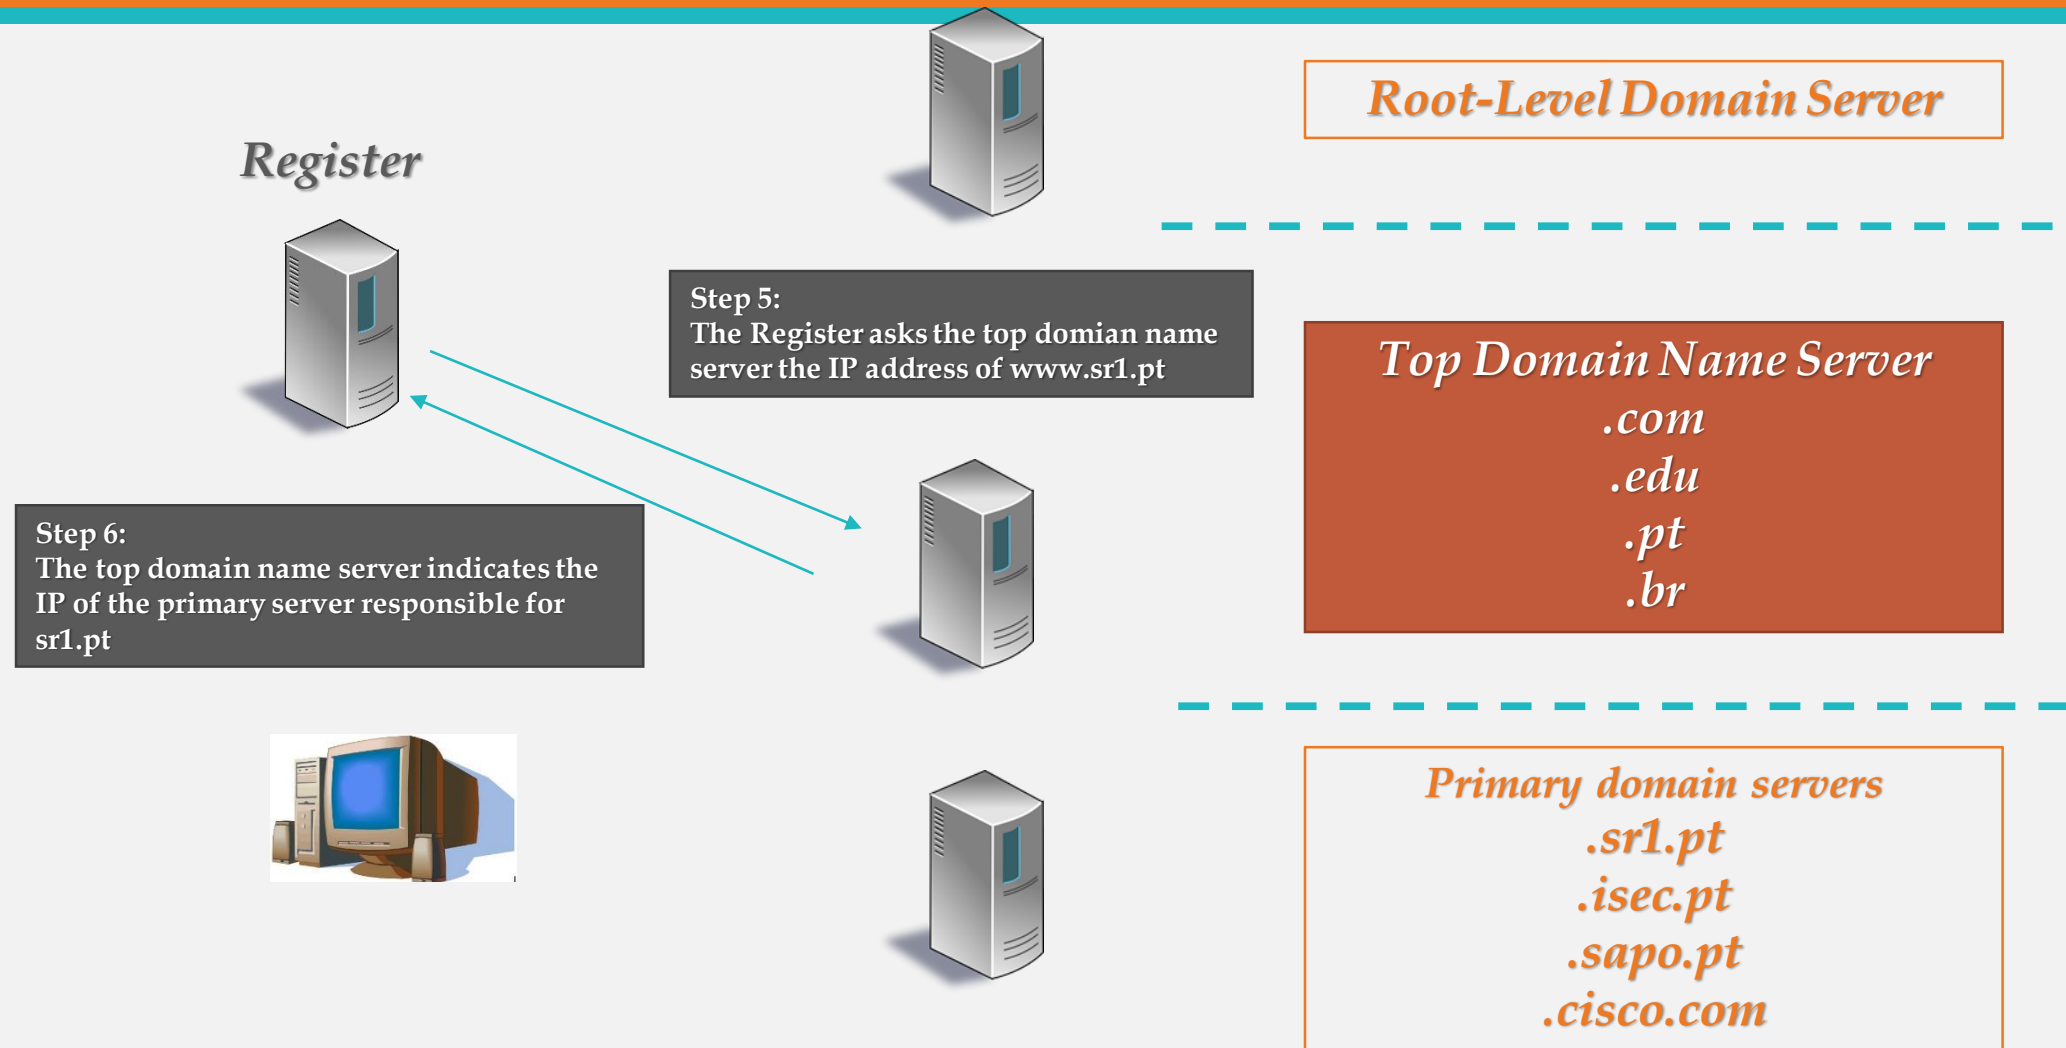 Root-Level Domain Server
Register
Step 5:
The Register asks the top domian name
server the IP address of www.sr1.pt
Top Domain Name Server
.com
.edu
.pt
.br
Step 6:
The top domain name server indicates the
IP of the primary server responsible for
sr1.pt
Primary domain servers
.sr1.pt
.isec.pt
.sapo.pt
.cisco.com